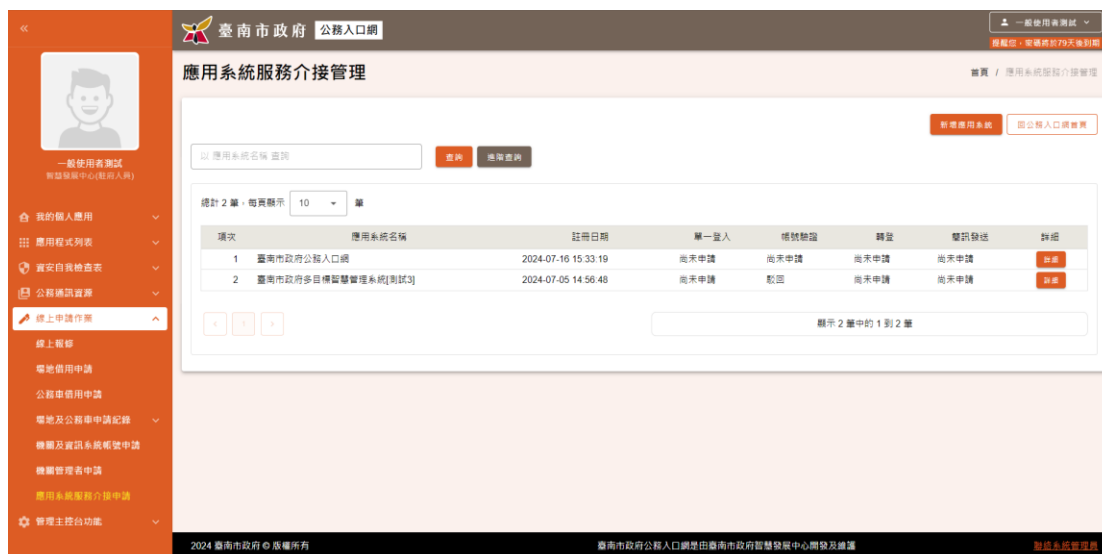 «
臺南市政府 公務入口網
一般使用者測試
提醒您，密碼將於79天後到期
應用系統服務介接管理
首頁 / 應用系統服務介接管理
新增應用系統 回公務入口網首頁
以 應用系統名稱 查詢 查詢 進階查詢
一般使用者測試
智慧發展中心(駐府人員)
總計 2 筆，每頁顯示 10 筆
項次 應用系統名稱 註冊日期 單一登入 帳號驗證 轉登 簡訊發送 詳細
1 臺南市政府公務入口網 2024-07-16 15:33:19 尚未申請 尚未申請 尚未申請 尚未申請 詳細
2 臺南市政府多目標智慧管理系統[測試3] 2024-07-05 14:56:48 尚未申請 駁回 尚未申請 尚未申請 詳細
‹ 1 › 顯示 2 筆中的 1 到 2 筆
我的個人應用
應用程式列表
資安自我檢查表
公務通訊資源
線上申請作業
線上報修
場地借用申請
公務車借用申請
場地及公務車申請記錄
機關及資訊系統帳號申請
機關管理者申請
應用系統服務介接申請
管理主控台功能
2024 臺南市政府 © 版權所有 臺南市政府公務入口網是由臺南市政府智慧發展中心開發及維護 聯絡系統管理員